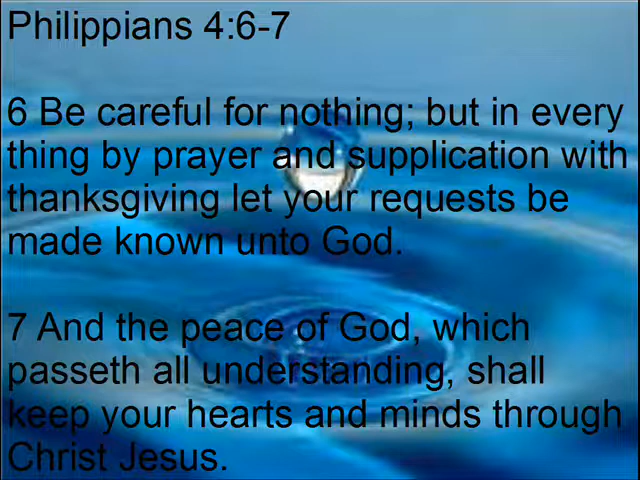 Philippians 4:6-7
6 Be careful for nothing; but in every
thing by prayer and supplication with
thanksgiving let your requests be
made known unto God.
7 And the peace of God, which
passeth all understanding, shall
keep your hearts and minds through
Christ Jesus.